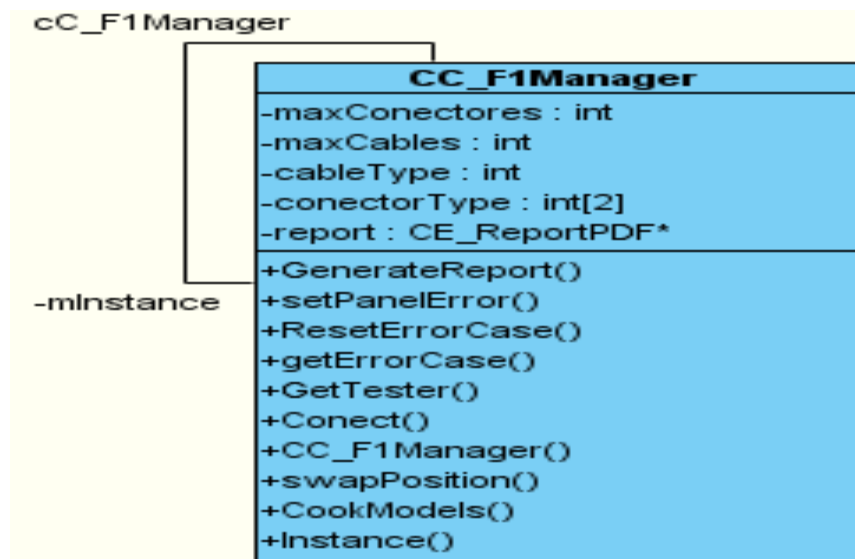 cC_F1Manager
CC_F1Manager
-maxConectores : int
-maxCables : int
-cableType : int
-conectorType : int[2]
-report : CE_ReportPDF*
+GenerateReport()
-mInstance
+setPanelError()
+ResetErrorCase()
+getErrorCase()
+GetTester()
+Conect()
+CC_F1Manager()
+swapPosition()
+CookModels()
+Instance()